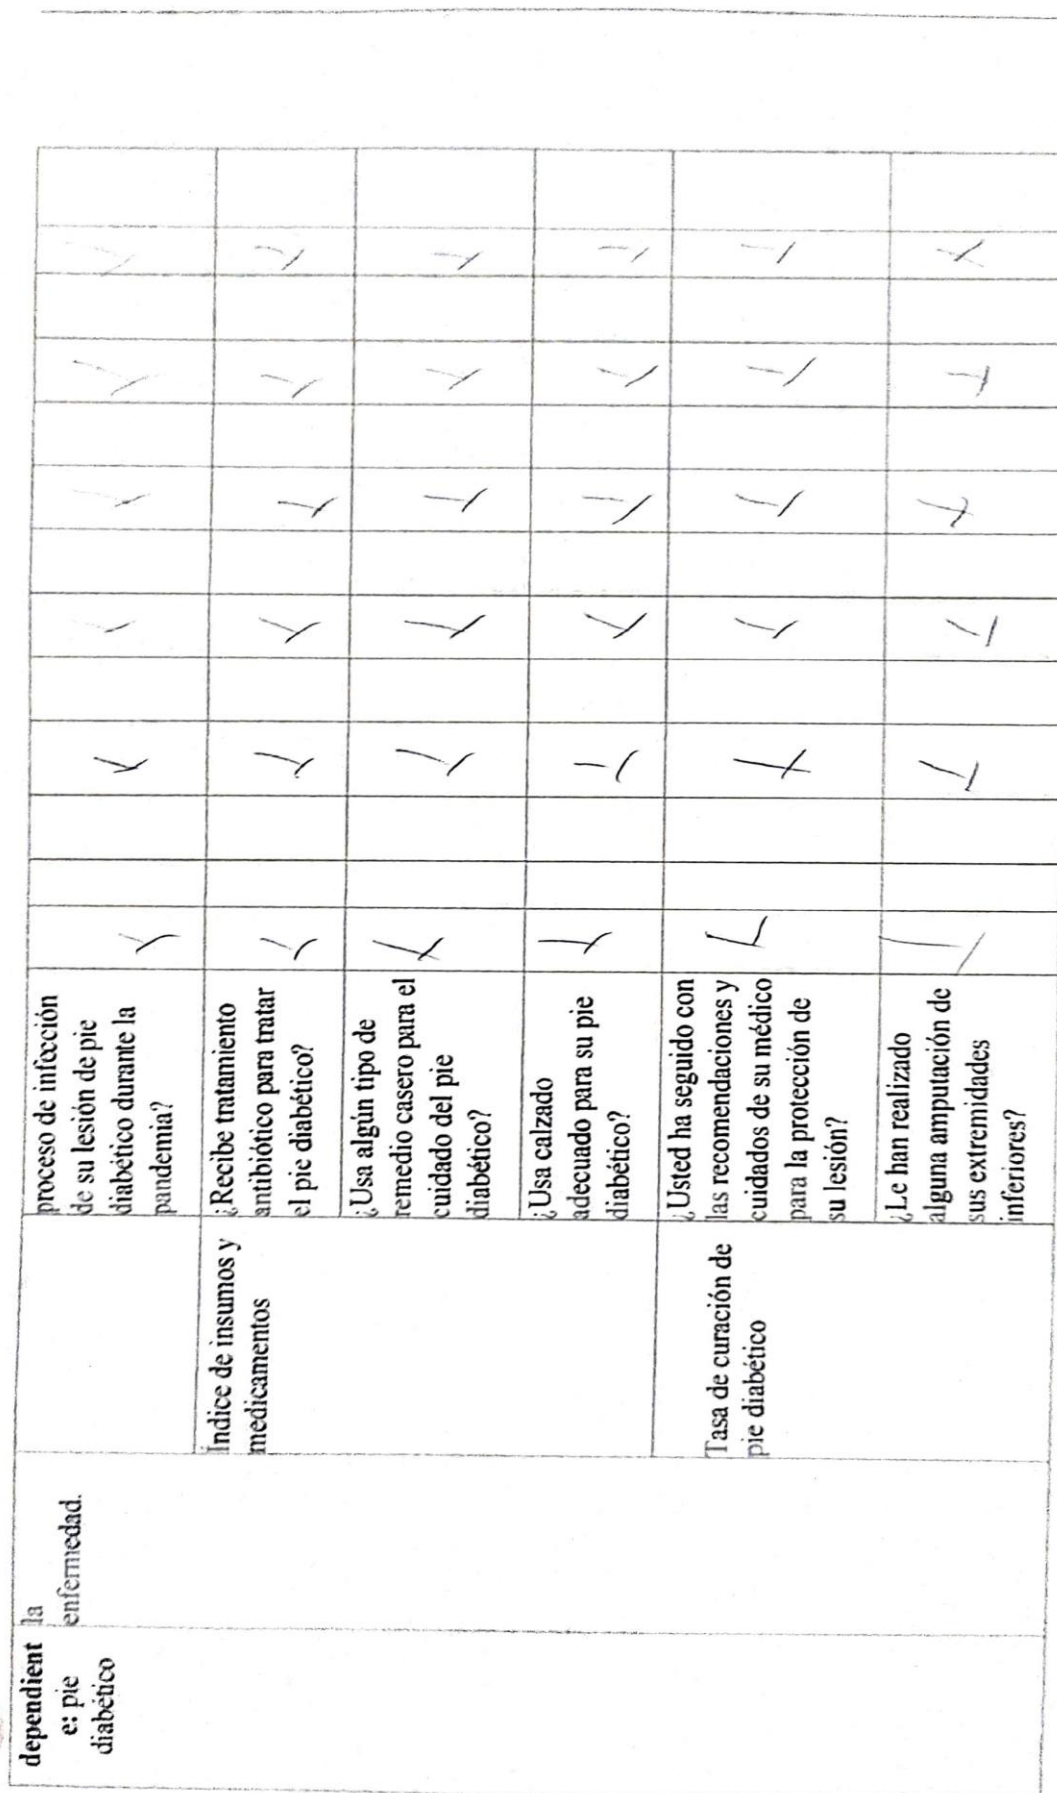 dependient
e: pie
diabético
la
enfermedad.
proceso de infección
de su lesión de pie
diabético durante la
pandemia?
Índice de insumos y
medicamentos
¿Recibe tratamiento
antibiótico para tratar
el pie diabético?
¿Usa algún tipo de
remedio casero para el
cuidado del pie
diabético?
¿Usa calzado
adecuado para su pie
diabético?
Tasa de curación de
pie diabético
¿Usted ha seguido con
las recomendaciones y
cuidados de su médico
para la protección de
su lesión?
¿Le han realizado
alguna amputación de
sus extremidades
inferiores?